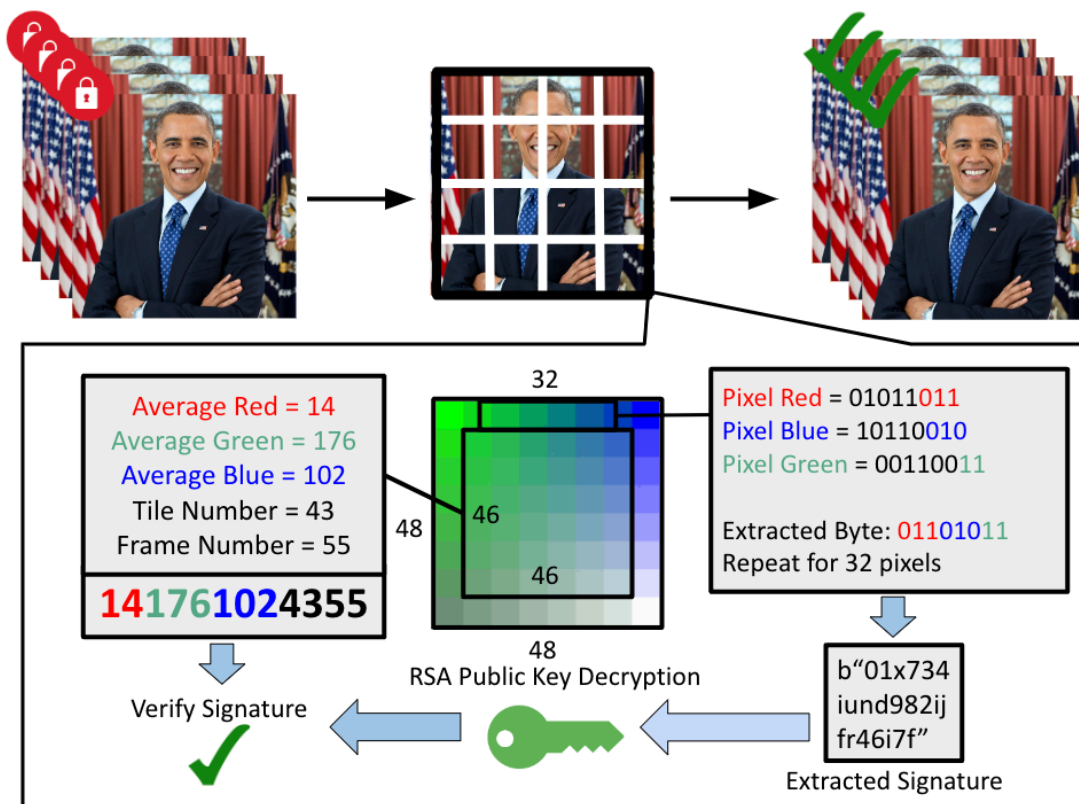 32
Average Red = 14
Average Green = 176
Average Blue = 102
Tile Number = 43
Frame Number = 55
141761024355
48
46
46
48
Pixel Red = 01011011
Pixel Blue = 10110010
Pixel Green = 00110011
Extracted Byte: 01101011
Repeat for 32 pixels
RSA Public Key Decryption
Verify Signature
b“01x734
iund982ij
fr46i7f”
Extracted Signature